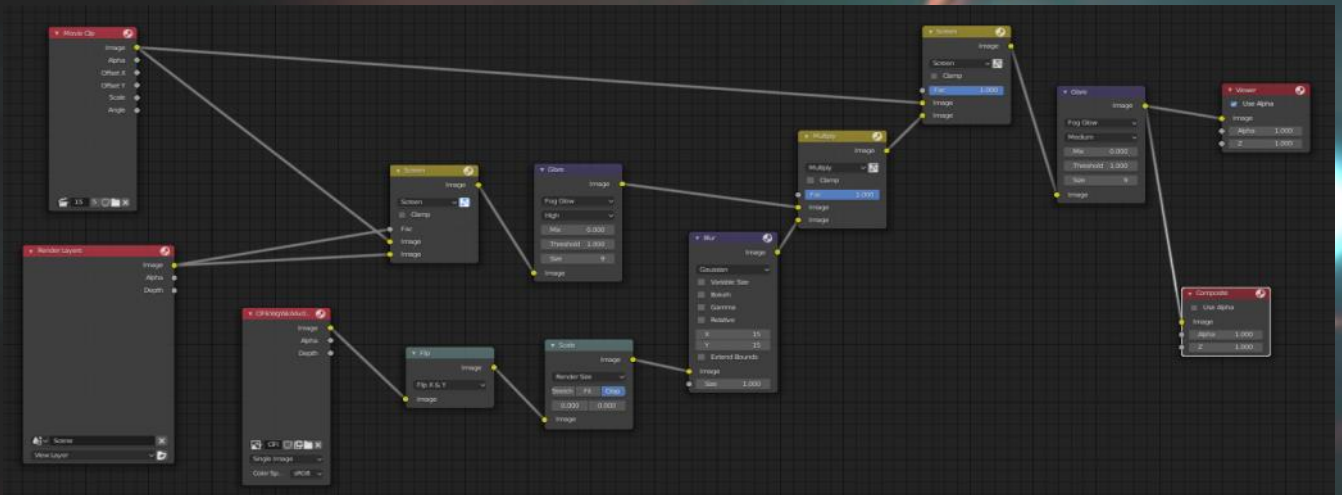 Movie Clip
Image
Alpha
Offset X
Offset Y
Scale
Angle
15
Render Layers
Image
Alpha
Depth
Scene
View Layer
Image
Alpha
Depth
Single Image
Color Sp...
sRGB
Screen
Image
Screen
Clamp
Fac
Image
Image
Flip
Image
Flip X & Y
Image
Glare
Image
Fog Glow
High
Mix 0.000
Threshold 1.000
Size 9
Image
Scale
Image
Render Size
Stretch Fit Crop
0.000 0.000
Image
Blur
Image
Gaussian
Variable Size
Bokeh
Gamma
Relative
X 15
Y 15
Extend Bounds
Image
Size 1.000
Multiply
Image
Multiply
Clamp
Fac 1.000
Image
Image
Screen
Image
Screen
Clamp
Fac 1.000
Image
Image
Glare
Image
Fog Glow
Medium
Mix 0.000
Threshold 1.000
Size 9
Image
Viewer
Use Alpha
Image
Alpha 1.000
Z 1.000
Composite
Use Alpha
Image
Alpha 1.000
Z 1.000